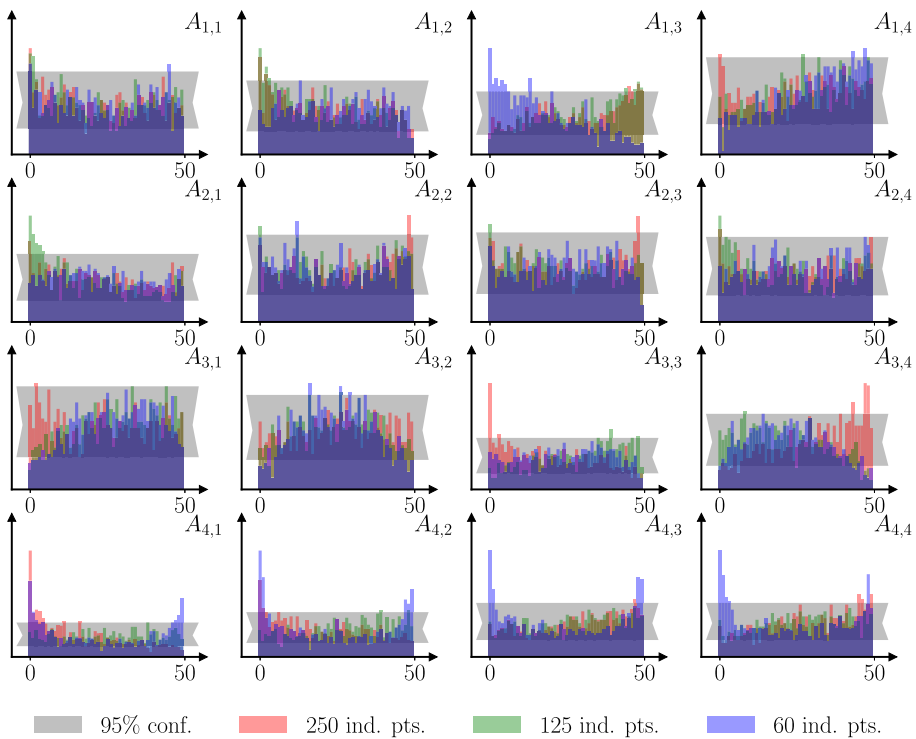 A1,1 A1,2 A1,3 A1,4
0 50 0 50 0 50 0 50
A2,1 A2,2 A2,3 A2,4
0 50 0 50 0 50 0 50
A3,1 A3,2 A3,3 A3,4
0 50 0 50 0 50 0 50
A4,1 A4,2 A4,3 A4,4
0 50 0 50 0 50 0 50
95% conf. 250 ind. pts. 125 ind. pts. 60 ind. pts.